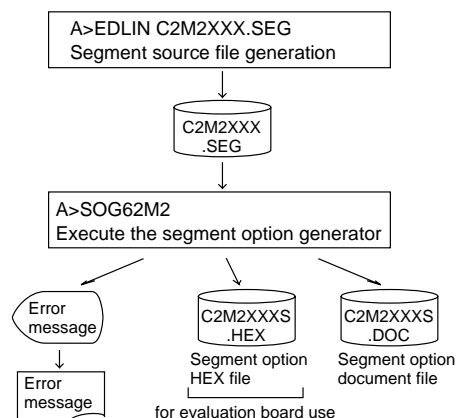 A>EDLIN C2M2XXX.SEG
Segment source file generation
C2M2XXX
.SEG
A>SOG62M2
Execute the segment option generator
Error
message
C2M2XXXS
.HEX
C2M2XXXS
.DOC
Segment option
HEX file
Segment option
document file
Error
message
for evaluation board use